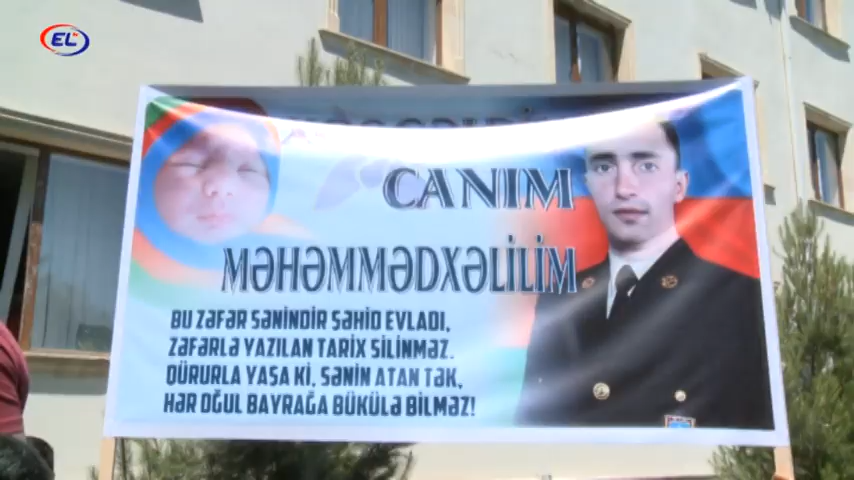 EL
CANIM
MƏHƏMMƏDXƏLİLİM
BU ZƏFƏR SƏNİNDİR ŞƏHİD EVLADI,
ZƏFƏRLƏ YAZILAN TARİX SİLİNMƏZ.
QÜRURLA YAŞA Kİ, SƏNİN ATAN TƏK,
HƏR OĞUL BAYRAĞA BÜKÜLƏ BİLMƏZ!